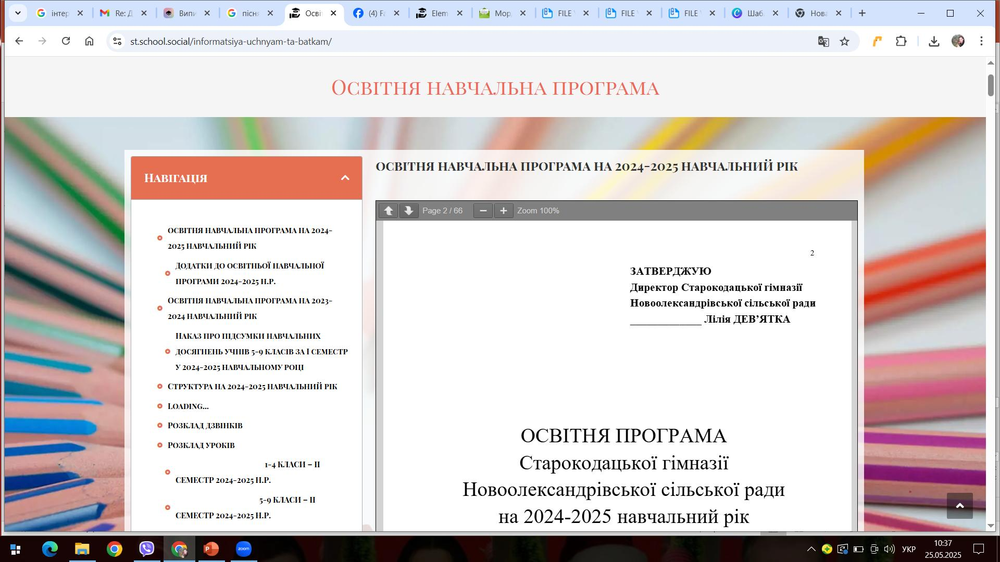 інтер
Re: Д
Випи
пісня
Осві
(4) Fa
Elem
Мор
FILE
FILE
FILE
Шаб
Нова
st.school.social/informatsiya-uchnyam-ta-batkam/
Освітня навчальна програма
Навігація
освітня навчальна програма на 2024-
2025 навчальний рік
Додатки до освітньої навчальної
програми 2024-2025 н.р.
Освітня навчальна програма на 2023-
2024 навчальний рік
Наказ про підсумки навчальних
досягнень учнів 5-9 класів за І семестр
у 2024-2025 навчальному році
Структура на 2024-2025 навчальний рік
Loading...
Розклад дзвінків
Розклад уроків
1-4 класи – ІІ
семестр 2024-2025 н.р.
5-9 класи – ІІ
семестр 2024-2025 н.р.
освітня навчальна програма на 2024-2025 навчальний рік
Page 2 / 66
Zoom 100%
2
ЗАТВЕРДЖУЮ
Директор Старокодацької гімназії
Новоолександрівської сільської ради
_____________ Лілія ДЕВ’ЯТКА
ОСВІТНЯ ПРОГРАМА
Старокодацької гімназії
Новоолександрівської сільської ради
на 2024-2025 навчальний рік
zoom
УКР
10:37
25.05.2025